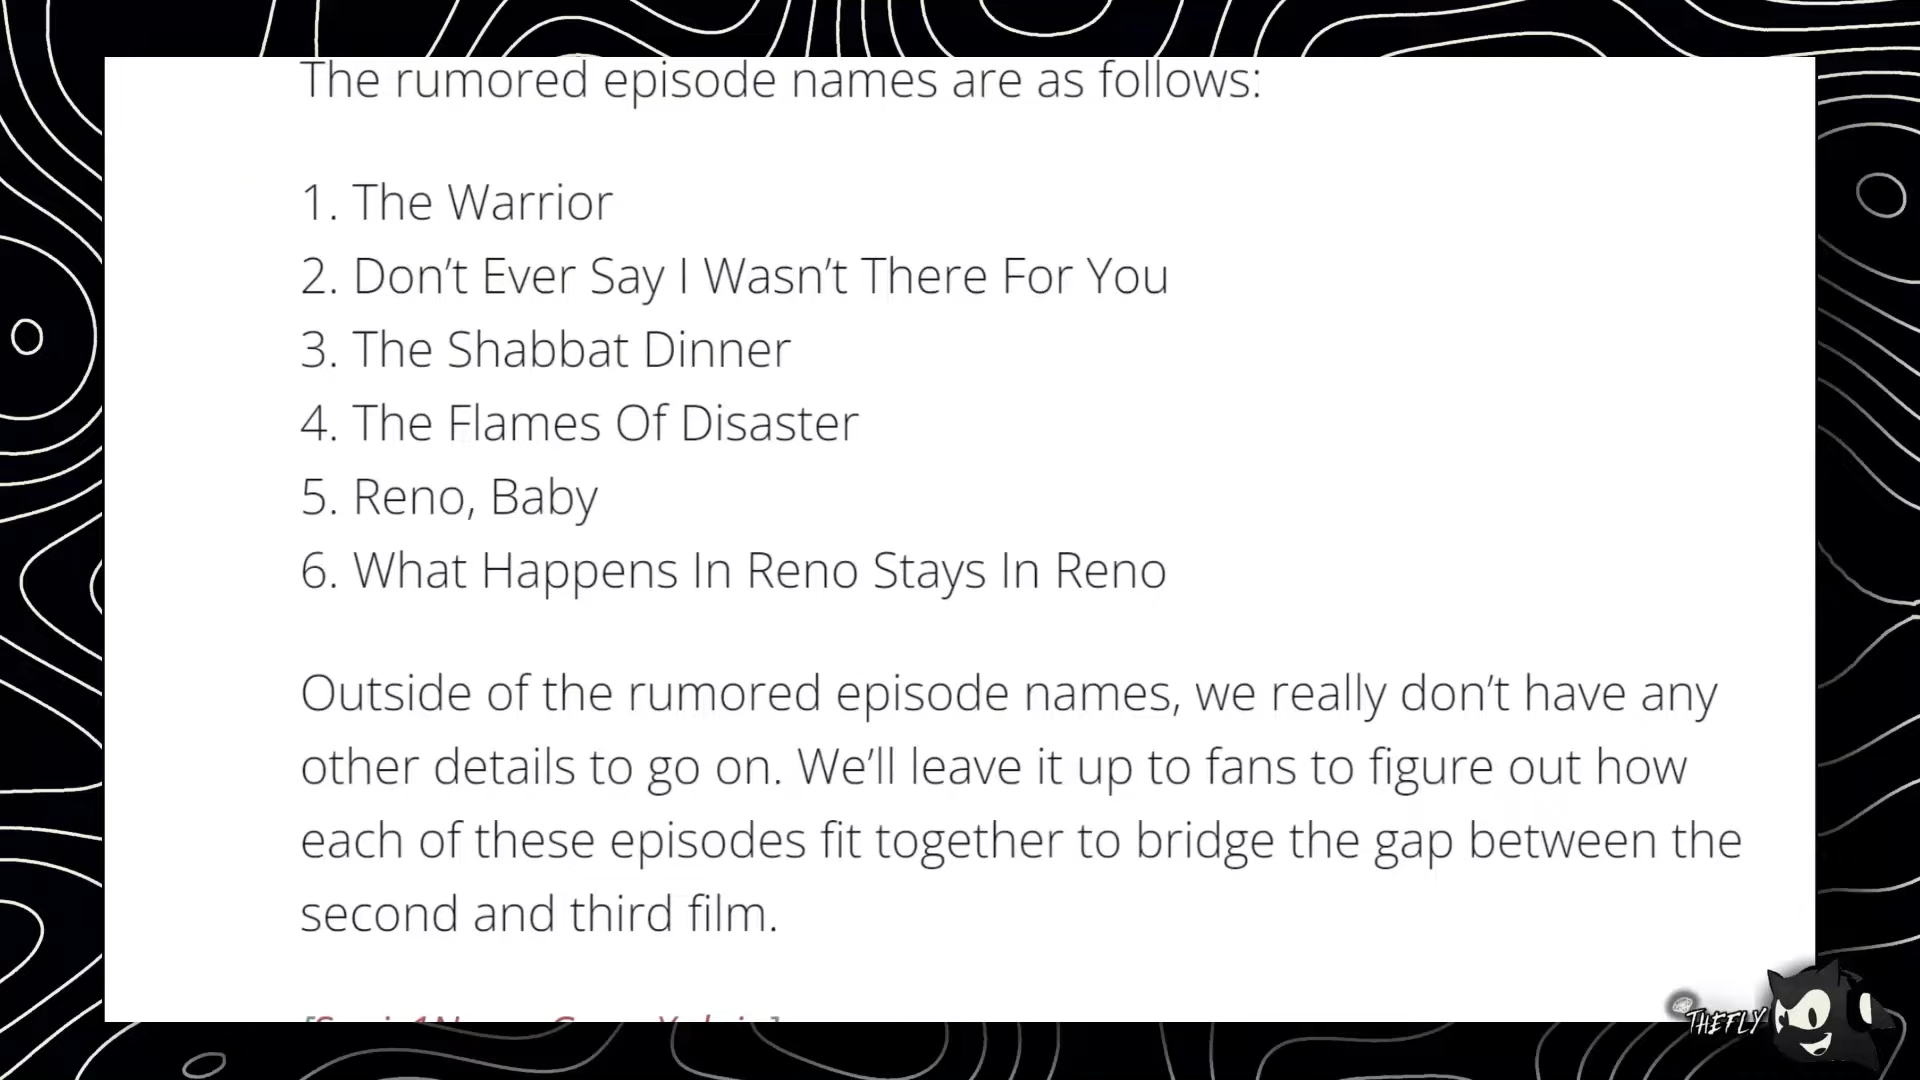 The rumored episode names are as follows:
1. The Warrior
2. Don’t Ever Say I Wasn’t There For You
3. The Shabbat Dinner
4. The Flames Of Disaster
5. Reno, Baby
6. What Happens In Reno Stays In Reno
Outside of the rumored episode names, we really don’t have any
other details to go on. We’ll leave it up to fans to figure out how
each of these episodes fit together to bridge the gap between the
second and third film.
THEFLY